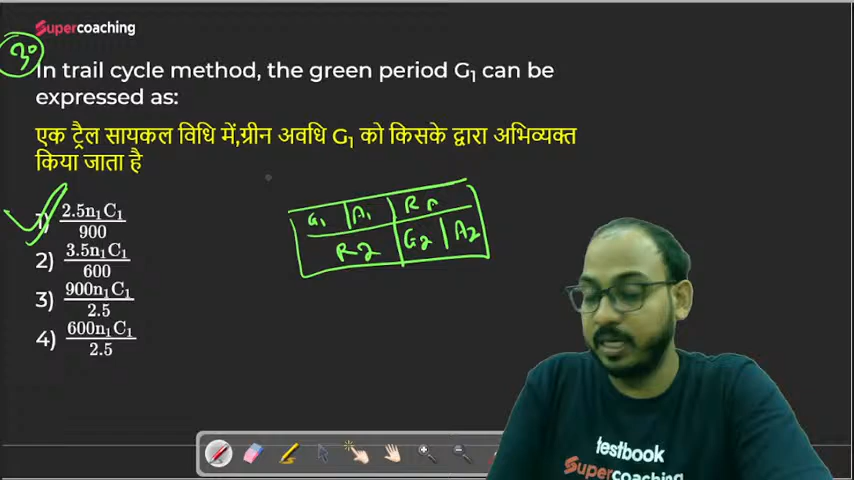 Supercoaching
30
In trail cycle method, the green period G₁ can be
expressed as:
एक ट्रैल सायकल विधि में,ग्रीन अवधि G₁ को किसके द्वारा अभिव्यक्त
किया जाता है
1) 2.5n₁C₁/900
2) 3.5n₁C₁/600
3) 900n₁C₁/2.5
4) 600n₁C₁/2.5
G₁ A₁
R2 G2 A2
testbook
Supercoaching